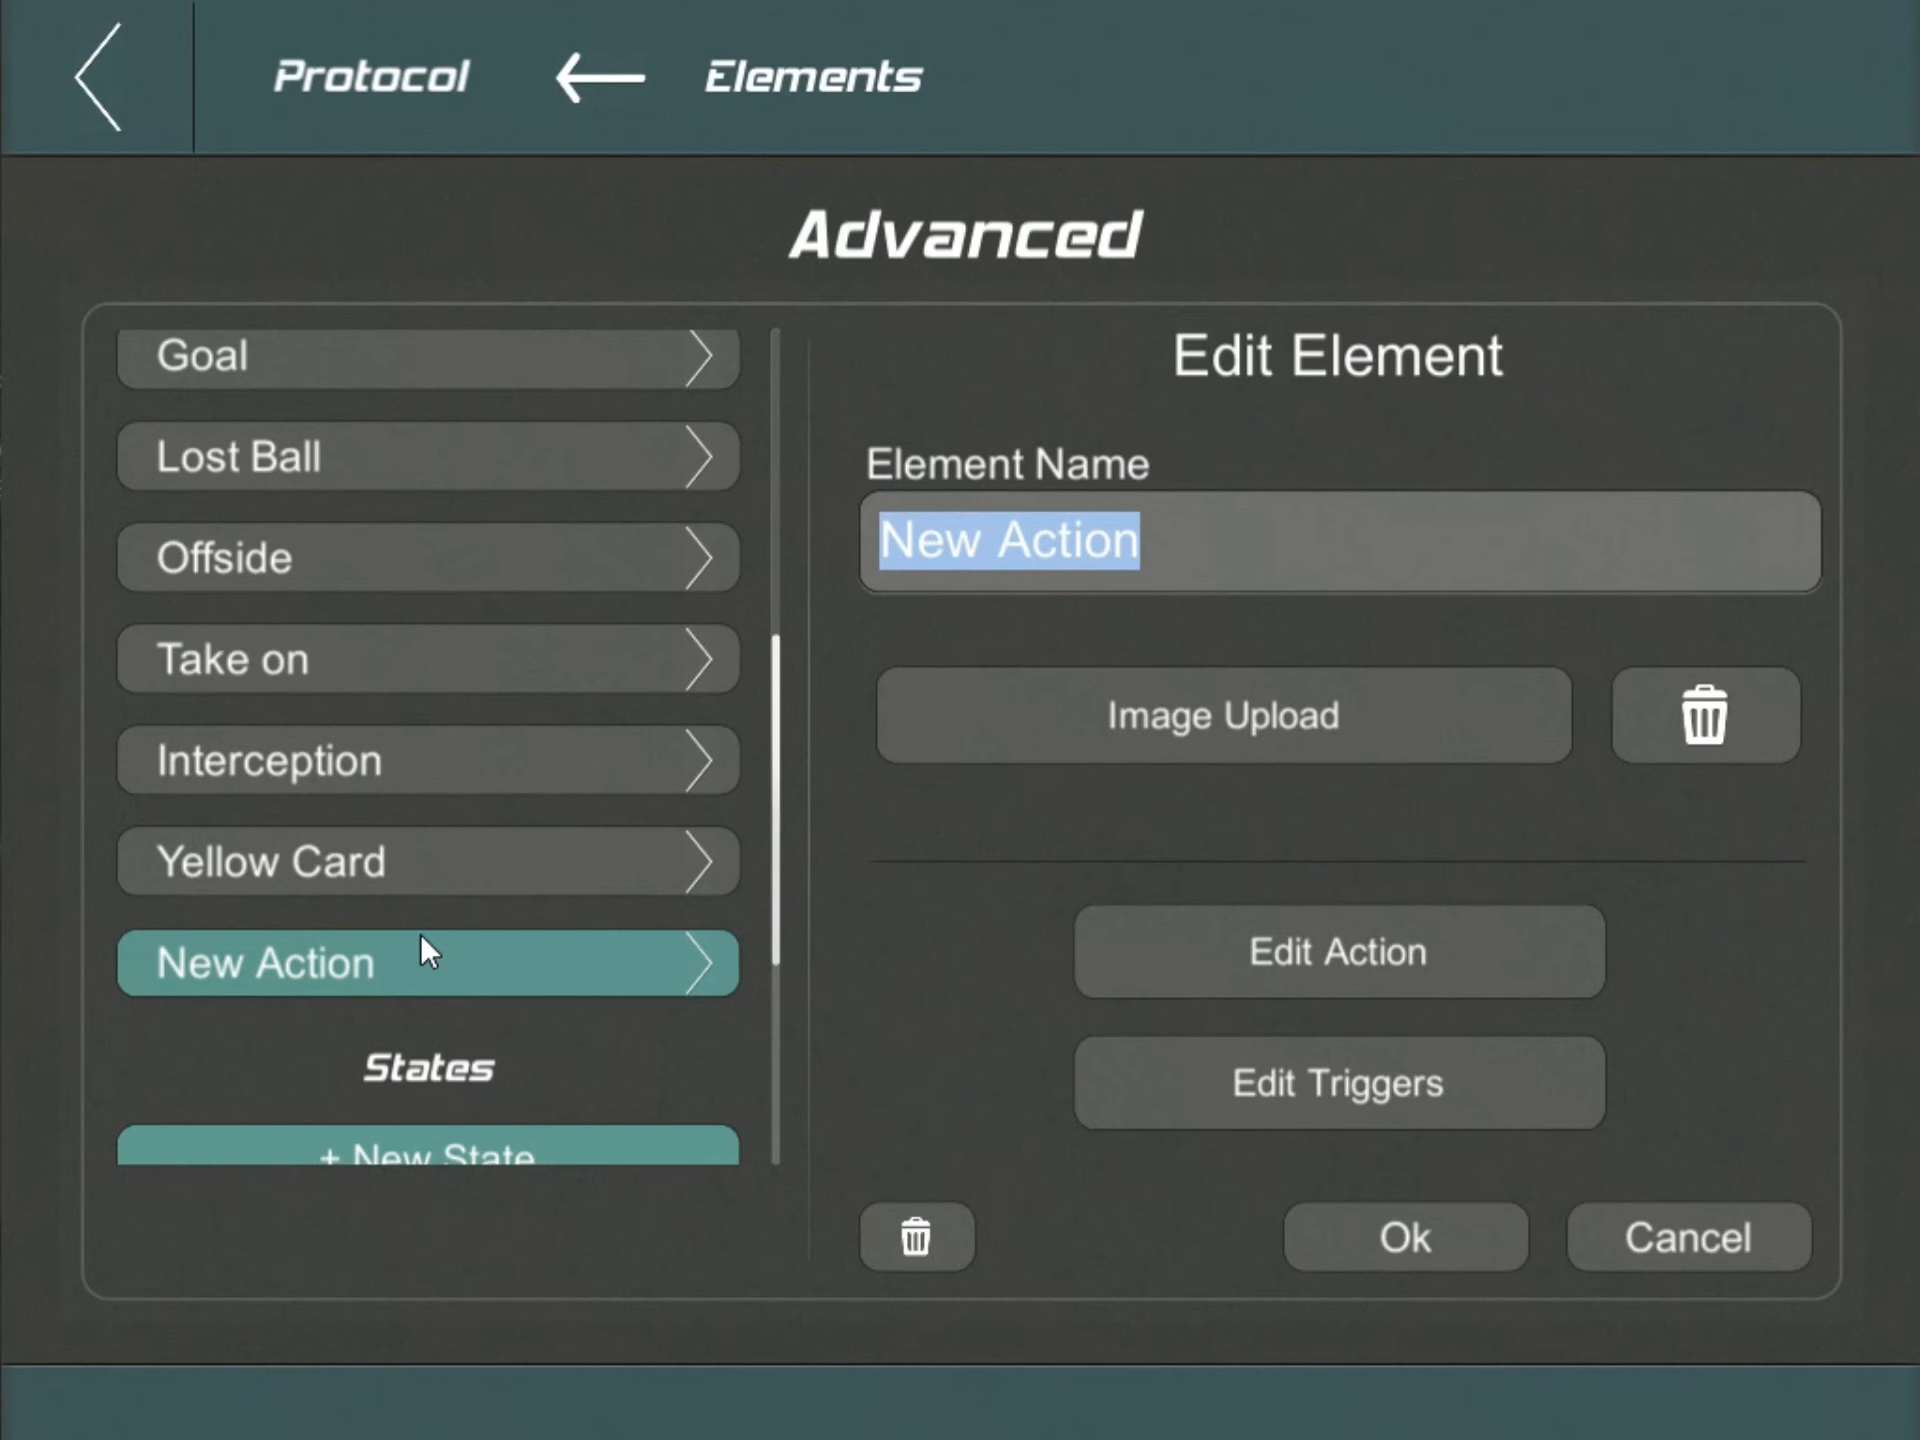 Protocol
Elements
Advanced
Goal
Lost Ball
Offside
Take on
Interception
Yellow Card
New Action
States
+ New State
Edit Element
Element Name
New Action
Image Upload
Edit Action
Edit Triggers
Ok
Cancel